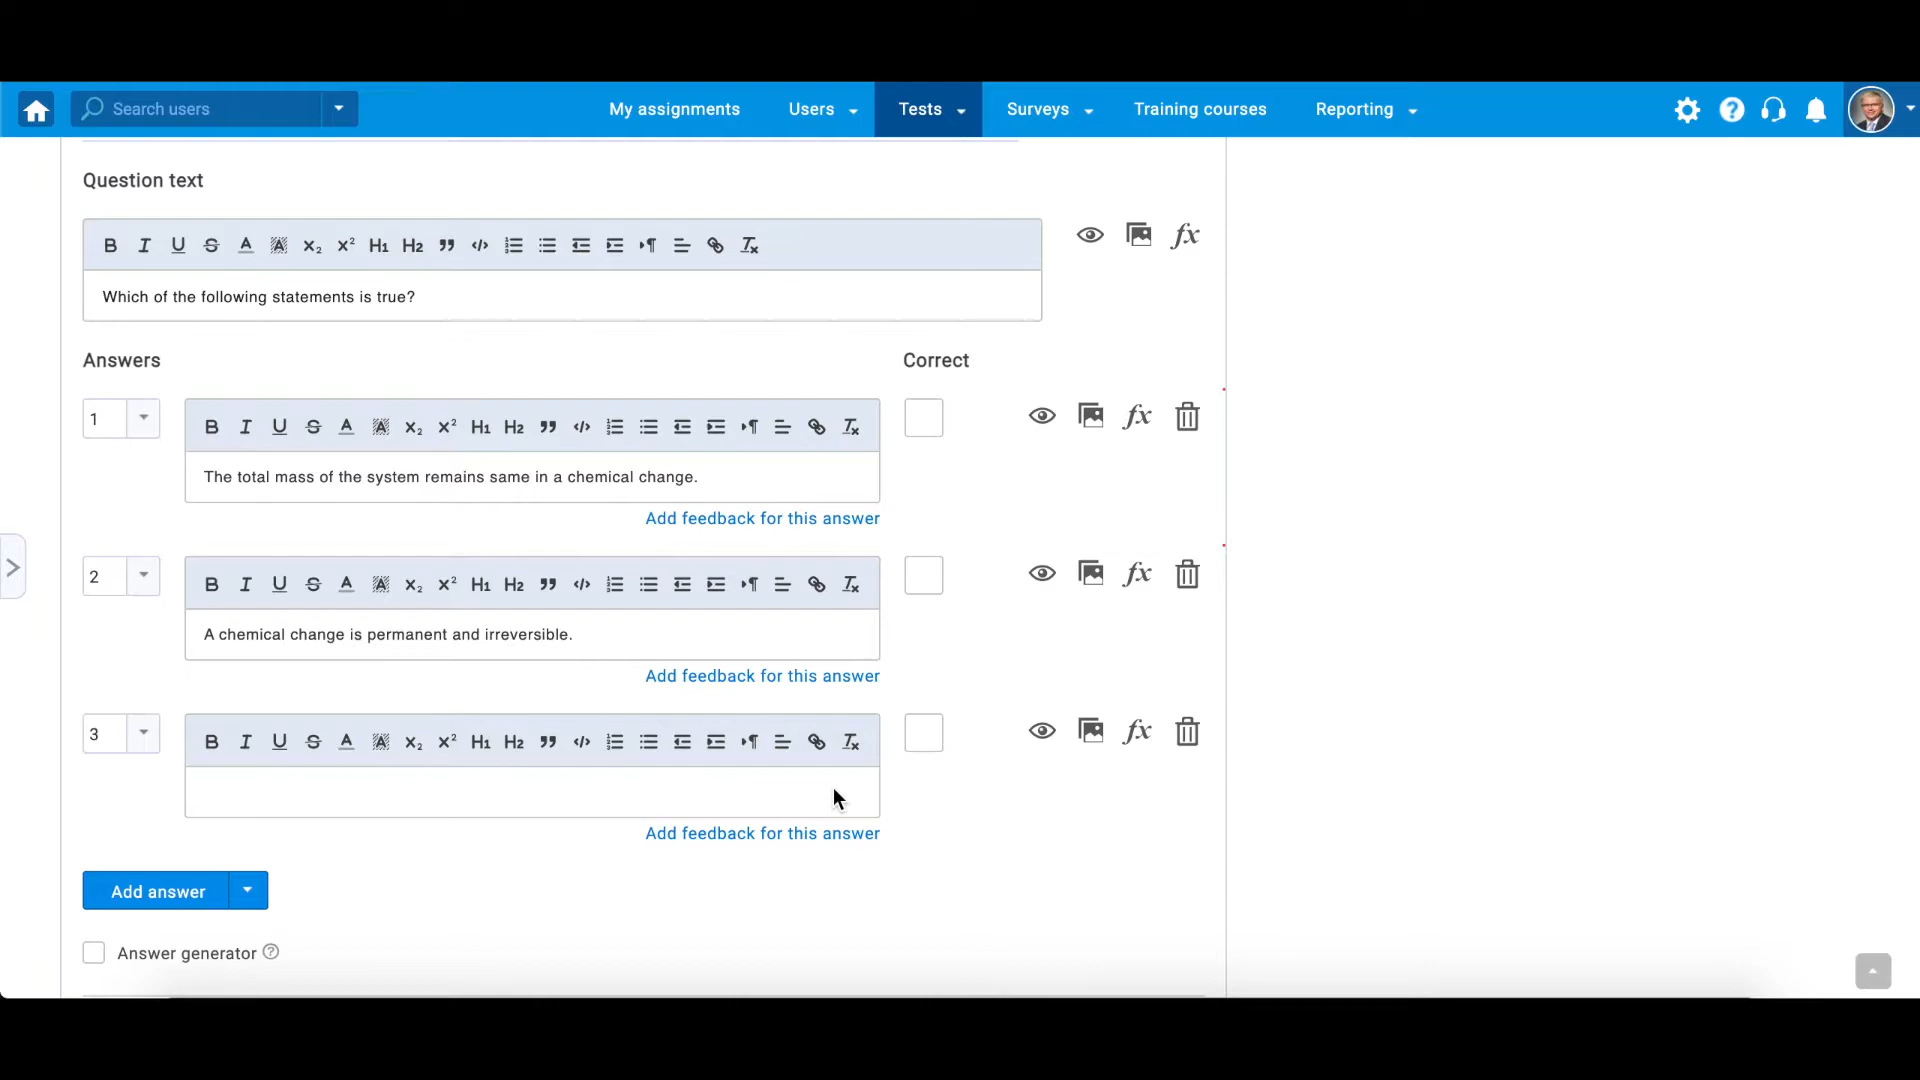 Search users
My assignments
Users
Tests
Surveys
Training courses
Reporting
Question text
Which of the following statements is true?
Answers
Correct
1
The total mass of the system remains same in a chemical change.
Add feedback for this answer
2
A chemical change is permanent and irreversible.
Add feedback for this answer
3
Add feedback for this answer
Add answer
Answer generator